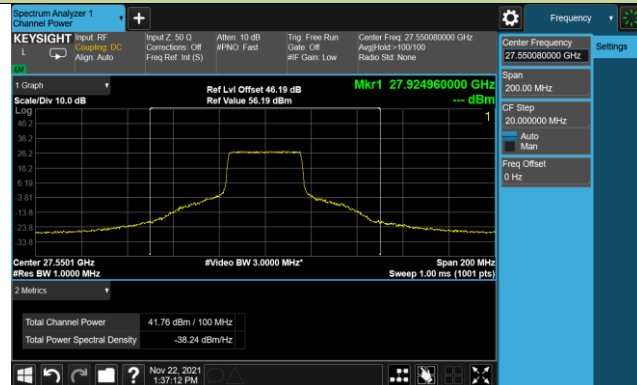 Spectrum Analyzer 1
Channel Power
+
Frequency
KEYSIGHT
L
Input: RF
Coupling: DC
Align: Auto
Input Z: 50 Ω
Corrections: Off
Freq Ref: Int (S)
Atten: 10 dB
#PNO: Fast
Trig: Free Run
Gate: Off
#IF Gain: Low
Center Freq: 27.550080000 GHz
Avg|Hold:>100/100
Radio Std: None
Center Frequency
27.550080000 GHz
Settings
Span
200.00 MHz
CF Step
20.000000 MHz
Auto
Man
Freq Offset
0 Hz
1 Graph
Scale/Div 10.0 dB
Ref Lvl Offset 46.19 dB
Ref Value 56.19 dBm
Mkr1 27.924960000 GHz
--- dBm
Log
1
46.2
36.2
26.2
16.2
6.19
-3.81
-13.8
-23.8
-33.8
Center 27.5501 GHz
#Res BW 1.0000 MHz
#Video BW 3.0000 MHz*
Span 200 MHz
Sweep 1.00 ms (1001 pts)
2 Metrics
Total Channel Power 41.76 dBm / 100 MHz
Total Power Spectral Density -38.24 dBm/Hz
?
Nov 22, 2021
1:37:12 PM